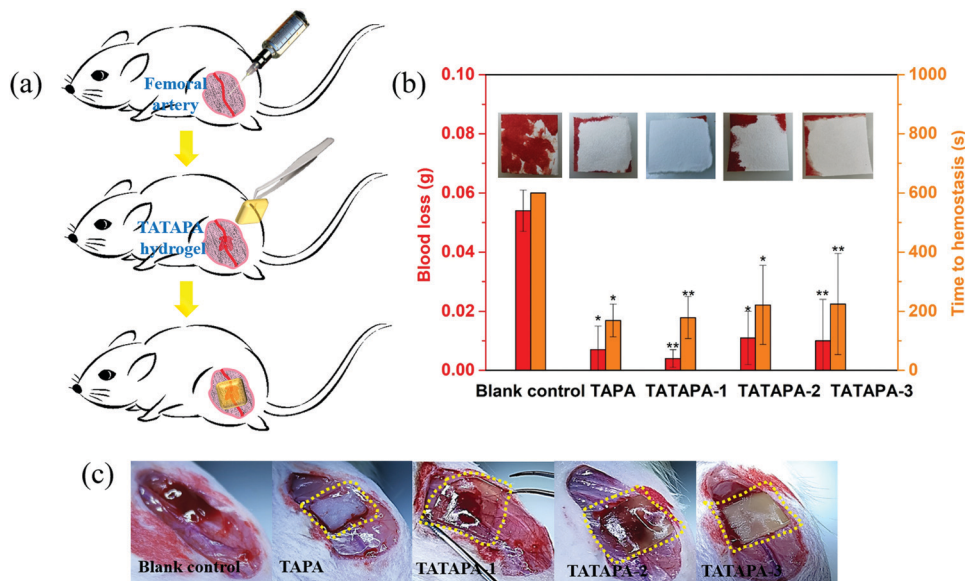 (a)
Femoral
artery
TATAPA
hydrogel
(b)
Blood loss (g)
0.10
0.08
0.06
0.04
0.02
0.00
Time to hemostasis (s)
1000
800
600
400
200
0
*
*
**
**
*
*
**
**
Blank control TAPA TATAPA-1 TATAPA-2 TATAPA-3
(c)
Blank control TAPA TATAPA-1 TATAPA-2 TATAPA-3